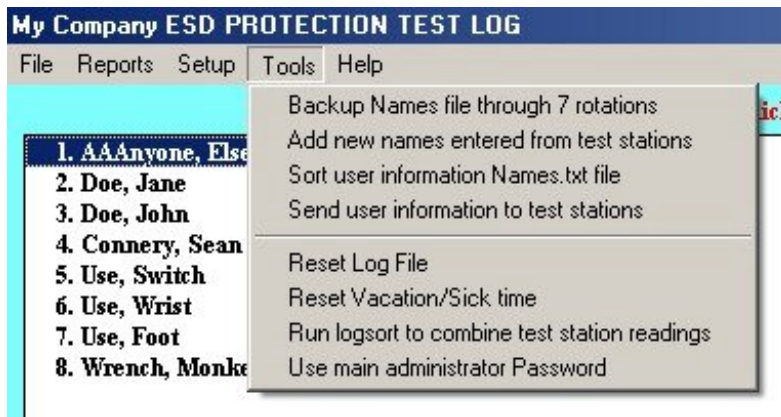 My Company ESD PROTECTION TEST LOG
File Reports Setup Tools Help
Backup Names file through 7 rotations
Add new names entered from test stations
Sort user information Names.txt file
Send user information to test stations
Reset Log File
Reset Vacation/Sick time
Run logsort to combine test station readings
Use main administrator Password
1. AAAnyone, Else
2. Doe, Jane
3. Doe, John
4. Connery, Sean
5. Use, Switch
6. Use, Wrist
7. Use, Foot
8. Wrench, Monke